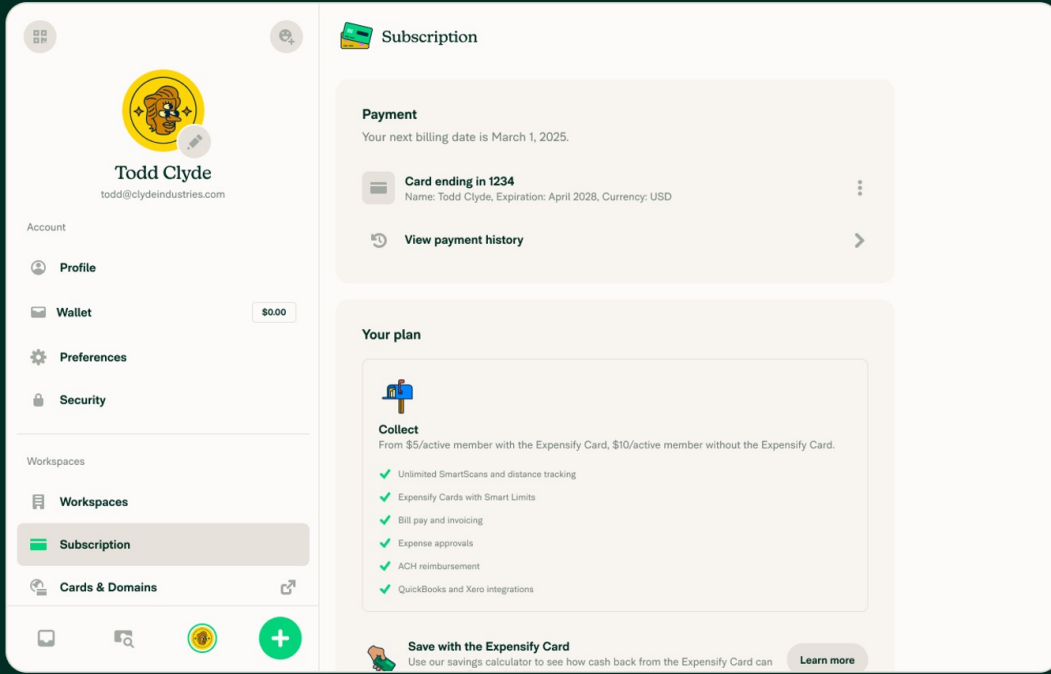 Todd Clyde
todd@clydeindustries.com
Account
Profile
Wallet
$0.00
Preferences
Security
Workspaces
Workspaces
Subscription
Cards & Domains
Subscription
Payment
Your next billing date is March 1, 2025.
Card ending in 1234
Name: Todd Clyde, Expiration: April 2028, Currency: USD
View payment history
Your plan
Collect
From $5/active member with the Expensify Card, $10/active member without the Expensify Card.
Unlimited SmartScans and distance tracking
Expensify Cards with Smart Limits
Bill pay and invoicing
Expense approvals
ACH reimbursement
QuickBooks and Xero integrations
Save with the Expensify Card
Use our savings calculator to see how cash back from the Expensify Card can
Learn more